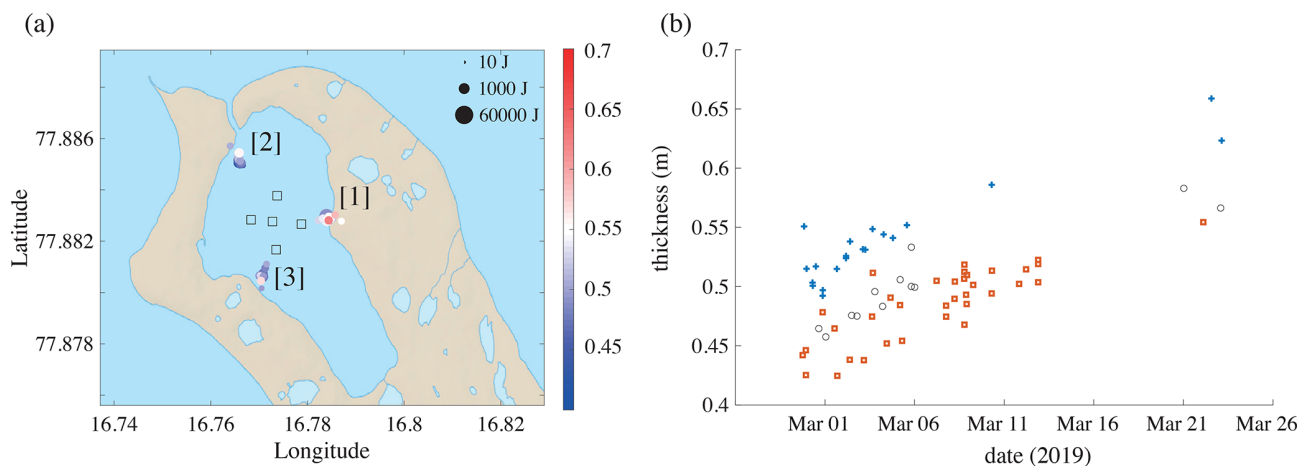 (a)
10 J
1000 J
60000 J
[2]
[1]
[3]
77.886
77.882
77.878
Latitude
16.74
16.76
16.78
16.8
16.82
Longitude
0.7
0.65
0.6
0.55
0.5
0.45
(b)
0.7
0.6
0.55
0.5
0.45
0.4
thickness (m)
Mar 01
Mar 06
Mar 11
Mar 16
Mar 21
Mar 26
date (2019)